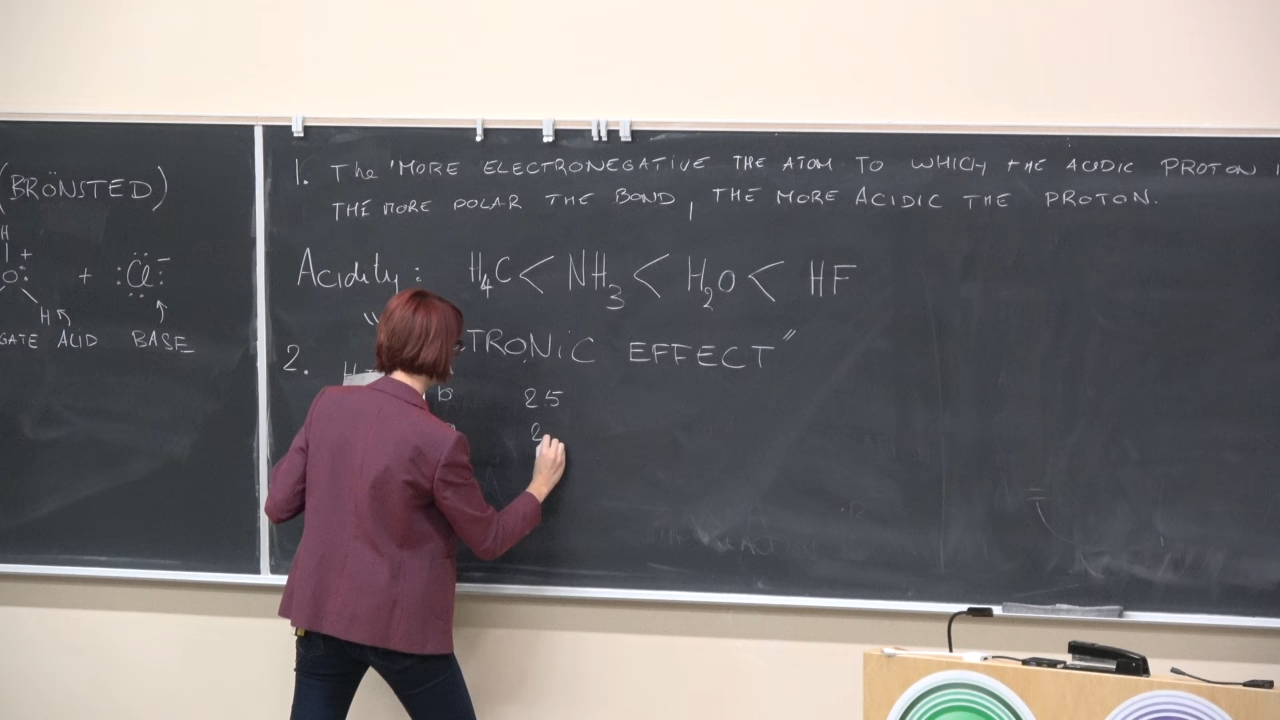 (BRÖNSTED)
H
+
O: + :Cl:⁻
H
GATE ACID BASE
1. The MORE ELECTRONEGATIVE THE ATOM TO WHICH THE ACIDIC PROTON
THE MORE POLAR THE BOND, THE MORE ACIDIC THE PROTON.
Acidity: H₄C < NH₃ < H₂O < HF
2. "TRONIC EFFECT"
25
2